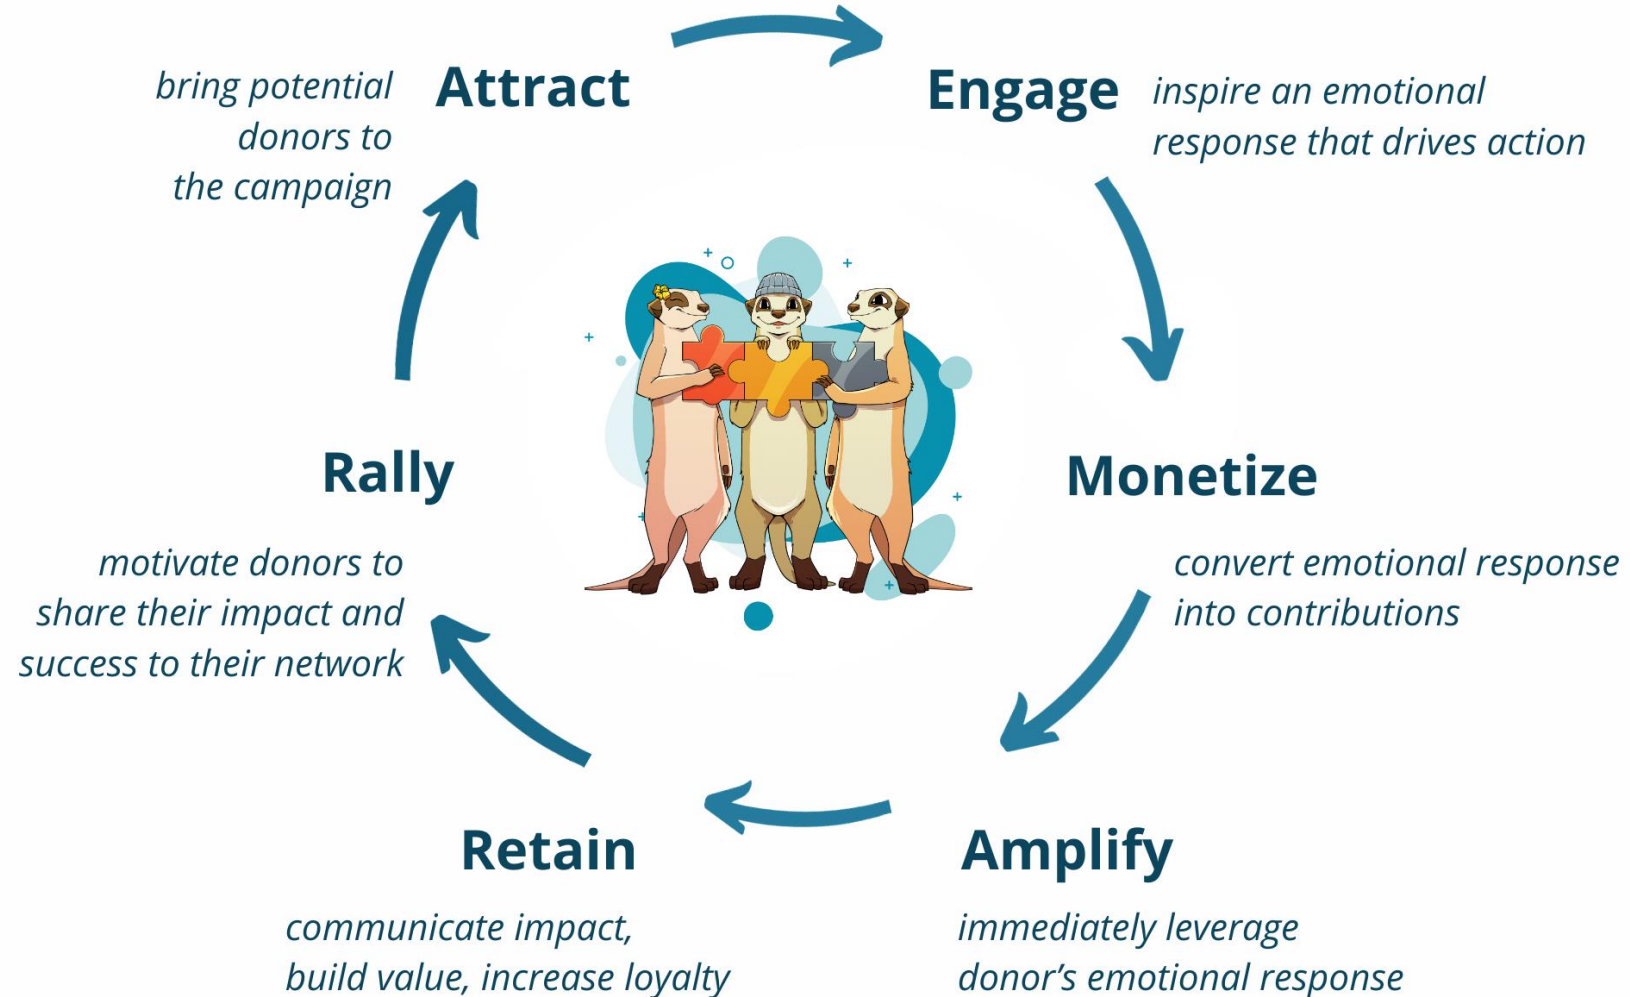 Attract
bring potential
donors to
the campaign
Engage
inspire an emotional
response that drives action
Monetize
convert emotional response
into contributions
Amplify
immediately leverage
donor’s emotional response
Retain
communicate impact,
build value, increase loyalty
Rally
motivate donors to
share their impact and
success to their network